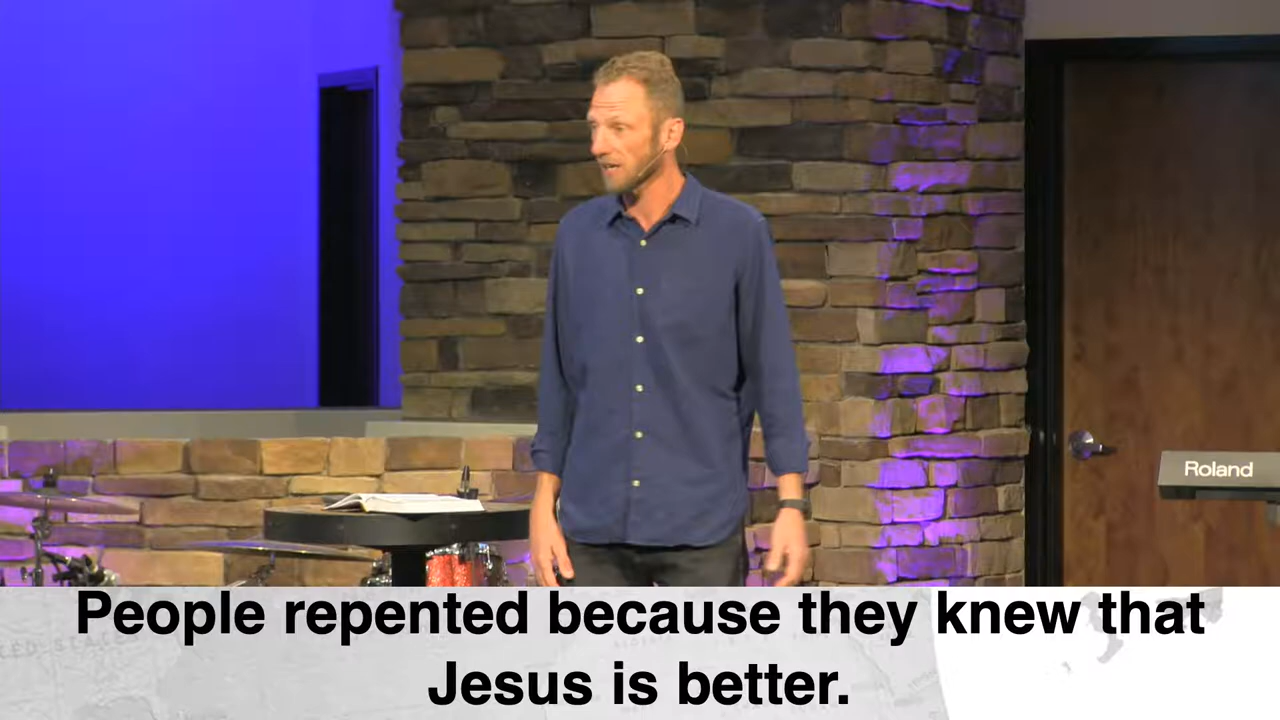 Roland
People repented because they knew that
Jesus is better.